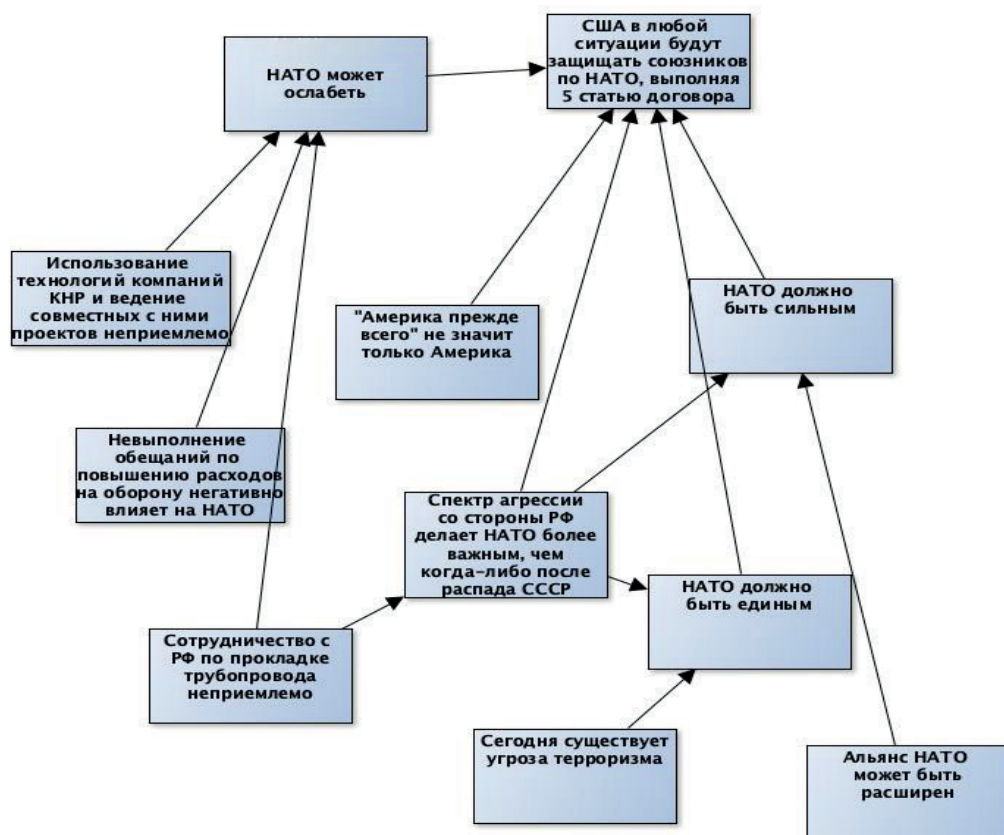 НАТО может
ослабеть
США в любой
ситуации будут
защищать союзников
по НАТО, выполняя
5 статью договора
Использование
технологий компаний
КНР и ведение
совместных с ними
проектов неприемлемо
"Америка прежде
всего" не значит
только Америка
НАТО должно
быть сильным
Невыполнение
обещаний по
повышению расходов
на оборону негативно
влияет на НАТО
Спектр агрессии
со стороны РФ
делает НАТО более
важным, чем
когда-либо после
распада СССР
НАТО должно
быть единым
Сотрудничество с
РФ по прокладке
трубопровода
неприемлемо
Сегодня существует
угроза терроризма
Альянс НАТО
может быть
расширен